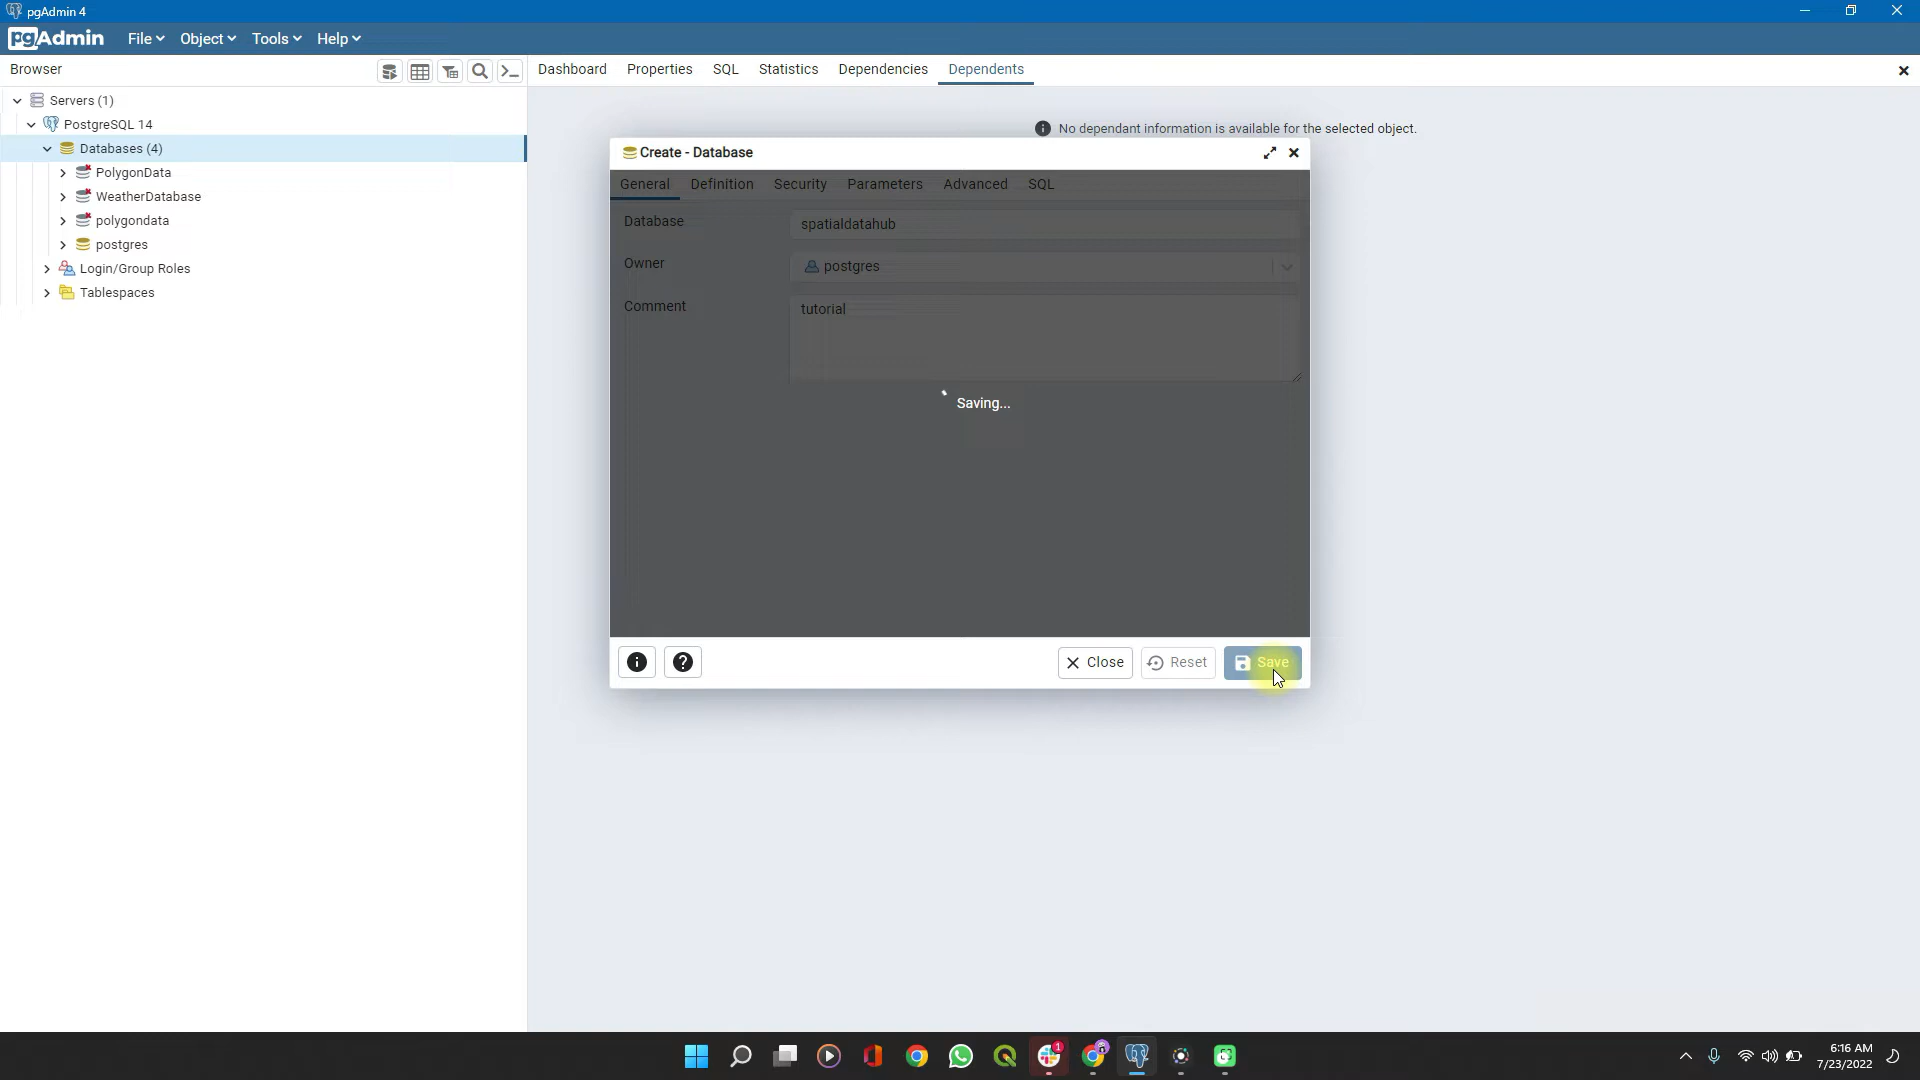 pgAdmin 4
pgAdmin File Object Tools Help
Browser
Dashboard Properties SQL Statistics Dependencies Dependents
Servers (1)
PostgreSQL 14
Databases (4)
PolygonData
WeatherDatabase
polygondata
postgres
Login/Group Roles
Tablespaces
No dependant information is available for the selected object.
Create - Database
General Definition Security Parameters Advanced SQL
Database spatialdatahub
Owner postgres
Comment tutorial
Saving...
Close Reset Save
1
6:16 AM
7/23/2022